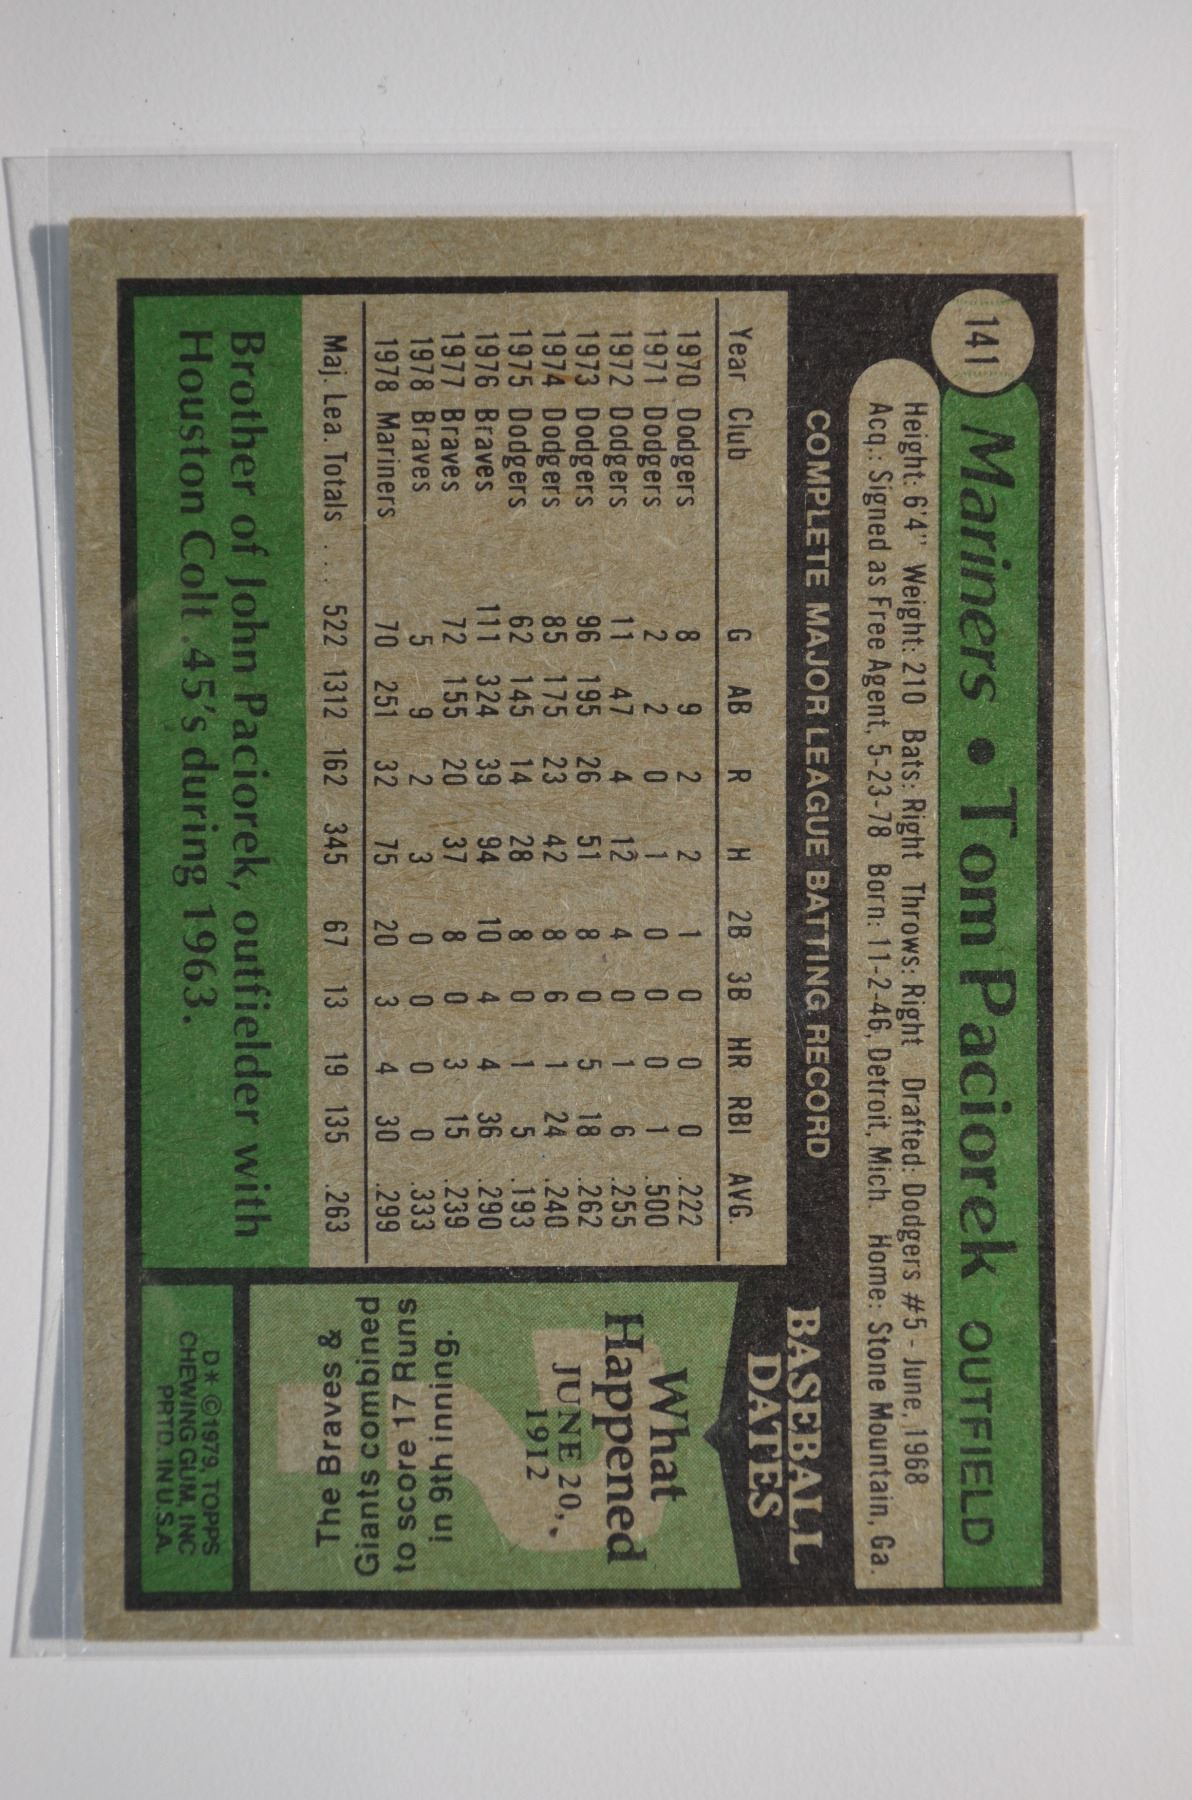 141
Mariners • Tom Paciorek OUTFIELD
Height: 6'4" Weight: 210 Bats: Right Throws: Right Drafted: Dodgers #5 - June, 1968
Acq.: Signed as Free Agent, 5-23-78 Born: 11-2-46, Detroit, Mich. Home: Stone Mountain, Ga.
COMPLETE MAJOR LEAGUE BATTING RECORD
Year Club G AB R H 2B 3B HR RBI AVG.
1970 Dodgers 8 9 2 2 1 0 0 0 .222
1971 Dodgers 2 2 0 1 0 0 0 1 .500
1972 Dodgers 11 47 4 12 4 0 1 6 .255
1973 Dodgers 96 195 26 51 8 0 5 18 .262
1974 Dodgers 85 175 23 42 8 6 1 24 .240
1975 Dodgers 62 145 14 28 8 0 1 5 .193
1976 Braves 111 324 39 94 10 4 4 36 .290
1977 Braves 72 155 20 37 8 0 3 15 .239
1978 Braves 5 9 2 3 0 0 0 0 .333
1978 Mariners 70 251 32 75 20 3 4 30 .299
Maj. Lea. Totals . . . 522 1312 162 345 67 13 19 135 .263
Brother of John Paciorek, outfielder with
Houston Colt .45's during 1963.
BASEBALL
DATES
What
Happened
JUNE 20,
1912
The Braves &
Giants combined
to score 17 Runs
in 9th inning.
D* ©1979, TOPPS
CHEWING GUM, INC
PRTD. IN U.S.A.